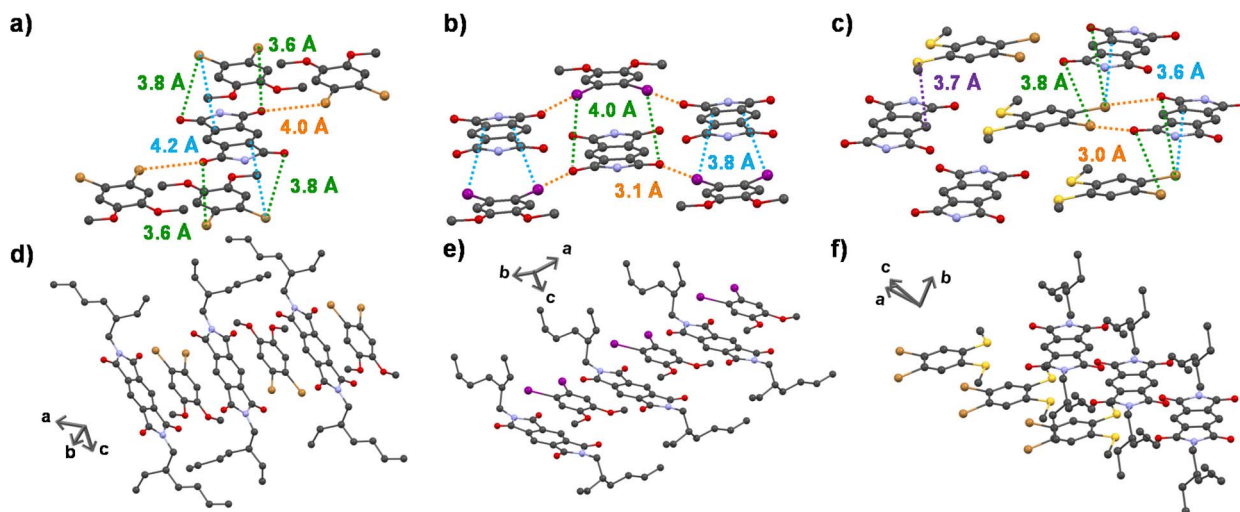 a)
3.6 Å
3.8 Å
4.0 Å
4.2 Å
3.8 Å
3.6 Å
b)
4.0 Å
3.8 Å
3.1 Å
c)
3.7 Å
3.8 Å
3.6 Å
3.0 Å
d)
a
b
c
e)
a
b
c
f)
c
a
b